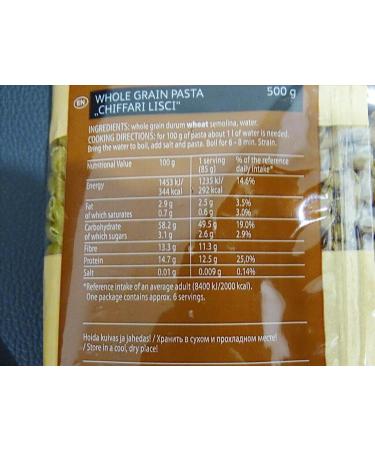 EN
WHOLE GRAIN PASTA 500 g
„CHIFFARI LISCI"
INGREDIENTS: whole grain durum wheat semolina, water.
COOKING DIRECTIONS: for 100 g of pasta about 1 l of water is needed.
Bring the water to boil, add salt and pasta. Boil for 6 - 8 min. Strain.
Nutritional Value 100 g 1 serving (85 g) % of the reference daily intake*
Energy 1453 kJ/ 344 kcal 1235 kJ/ 292 kcal 14.6%
Fat 2.9 g 2.5 g 3.5%
of which saturates 0.7 g 0.6 g 3.0%
Carbohydrate 58.2 g 49.5 g 19.0%
of which sugars 3.1 g 2.6 g 2.9%
Fibre 13.3 g 11.3 g
Protein 14.7 g 12.5 g 25,0%
Salt 0.01 g 0.009 g 0.14%
*Reference intake of an average adult (8400 kJ/2000 kcal).
One package contains approx. 6 servings.
Hoida kuivas ja jahedas! / Хранить в сухом и прохладном месте!
/ Store in a cool, dry place!